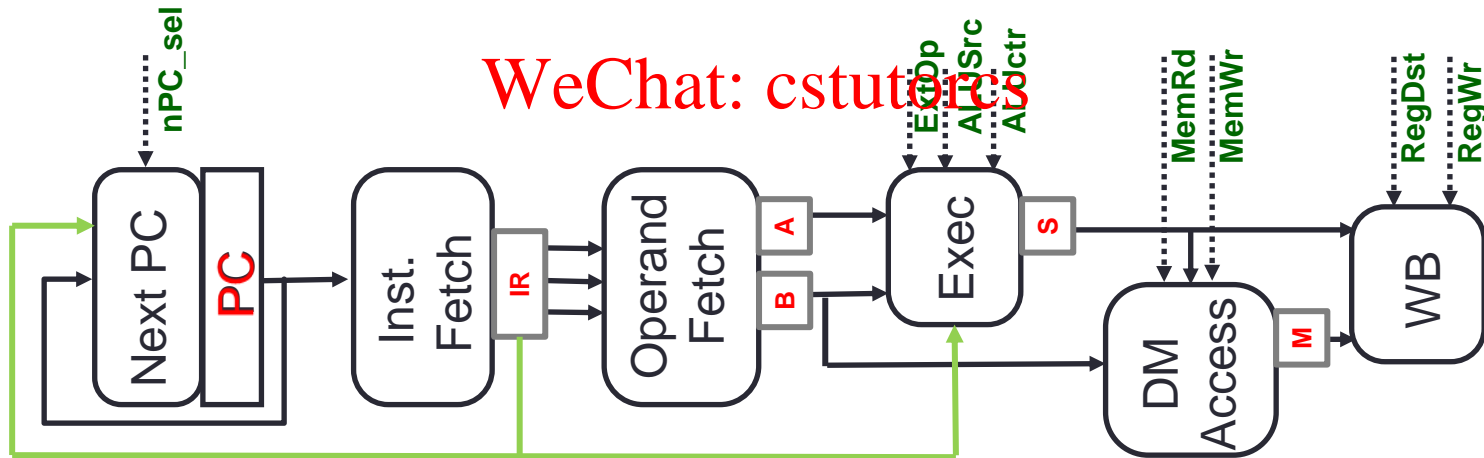 WeChat: cstutorcs
nPC_sel
ExtOp
ALUSrc
ALUctr
MemRd
MemWr
RegDst
RegWr
Next PC
PC
Inst.
Fetch
IR
Operand
Fetch
A
B
Exec
S
DM
Access
M
WB